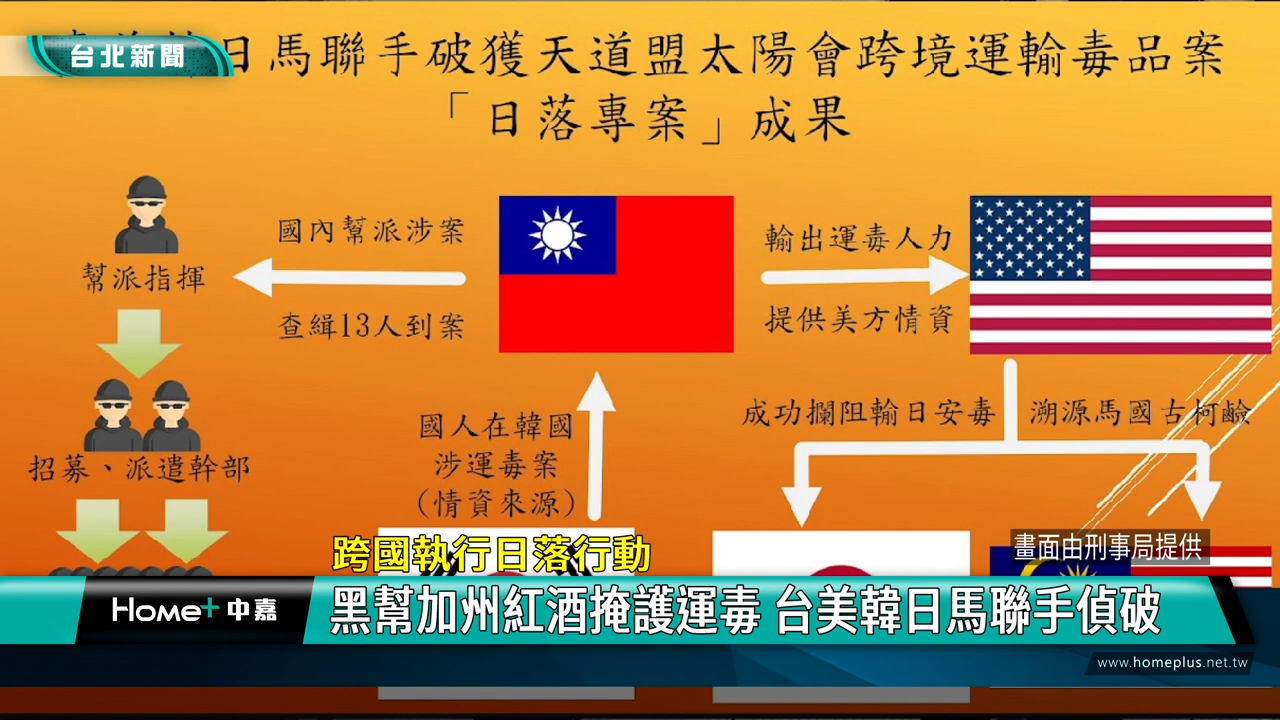 台北新聞
日馬聯手破獲天道盟太陽會跨境運輸毒品案
「日落專案」成果
國內幫派涉案
查緝13人到案
輸出運毒人力
提供美方情資
幫派指揮
招募、派遣幹部
國人在韓國
涉運毒案
(情資來源)
成功攔阻輸日安毒
溯源馬國古柯鹼
畫面由刑事局提供
跨國執行日落行動
Home+中嘉
黑幫加州紅酒掩護運毒 台美韓日馬聯手偵破
www.homeplus.net.tw